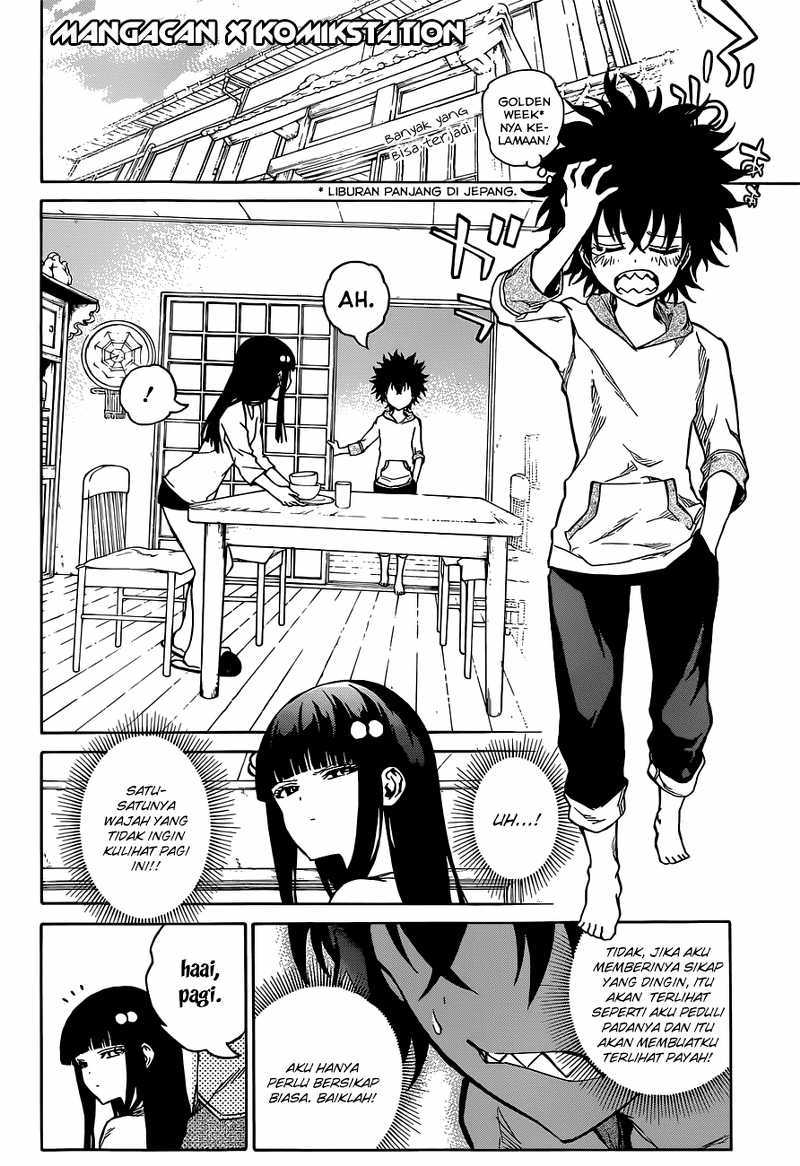 MANGACAN X KOMIKSTATION
GOLDEN
WEEK*
NYA KE-
LAMAAN!
Banyak yang
Bisa terjadi.
* LIBURAN PANJANG DI JEPANG.
AH.
!
SATU-
SATUNYA
WAJAH YANG
TIDAK INGIN
KULIHAT PAGI
INI!!
UH...!
haai,
pagi.
TIDAK, JIKA AKU
MEMBERINYA SIKAP
YANG DINGIN, ITU
AKAN TERLIHAT
SEPERTI AKU PEDULI
PADANYA DAN ITU
AKAN MEMBUATKU
TERLIHAT PAYAH!
AKU HANYA
PERLU BERSIKAP
BIASA. BAIKLAH!